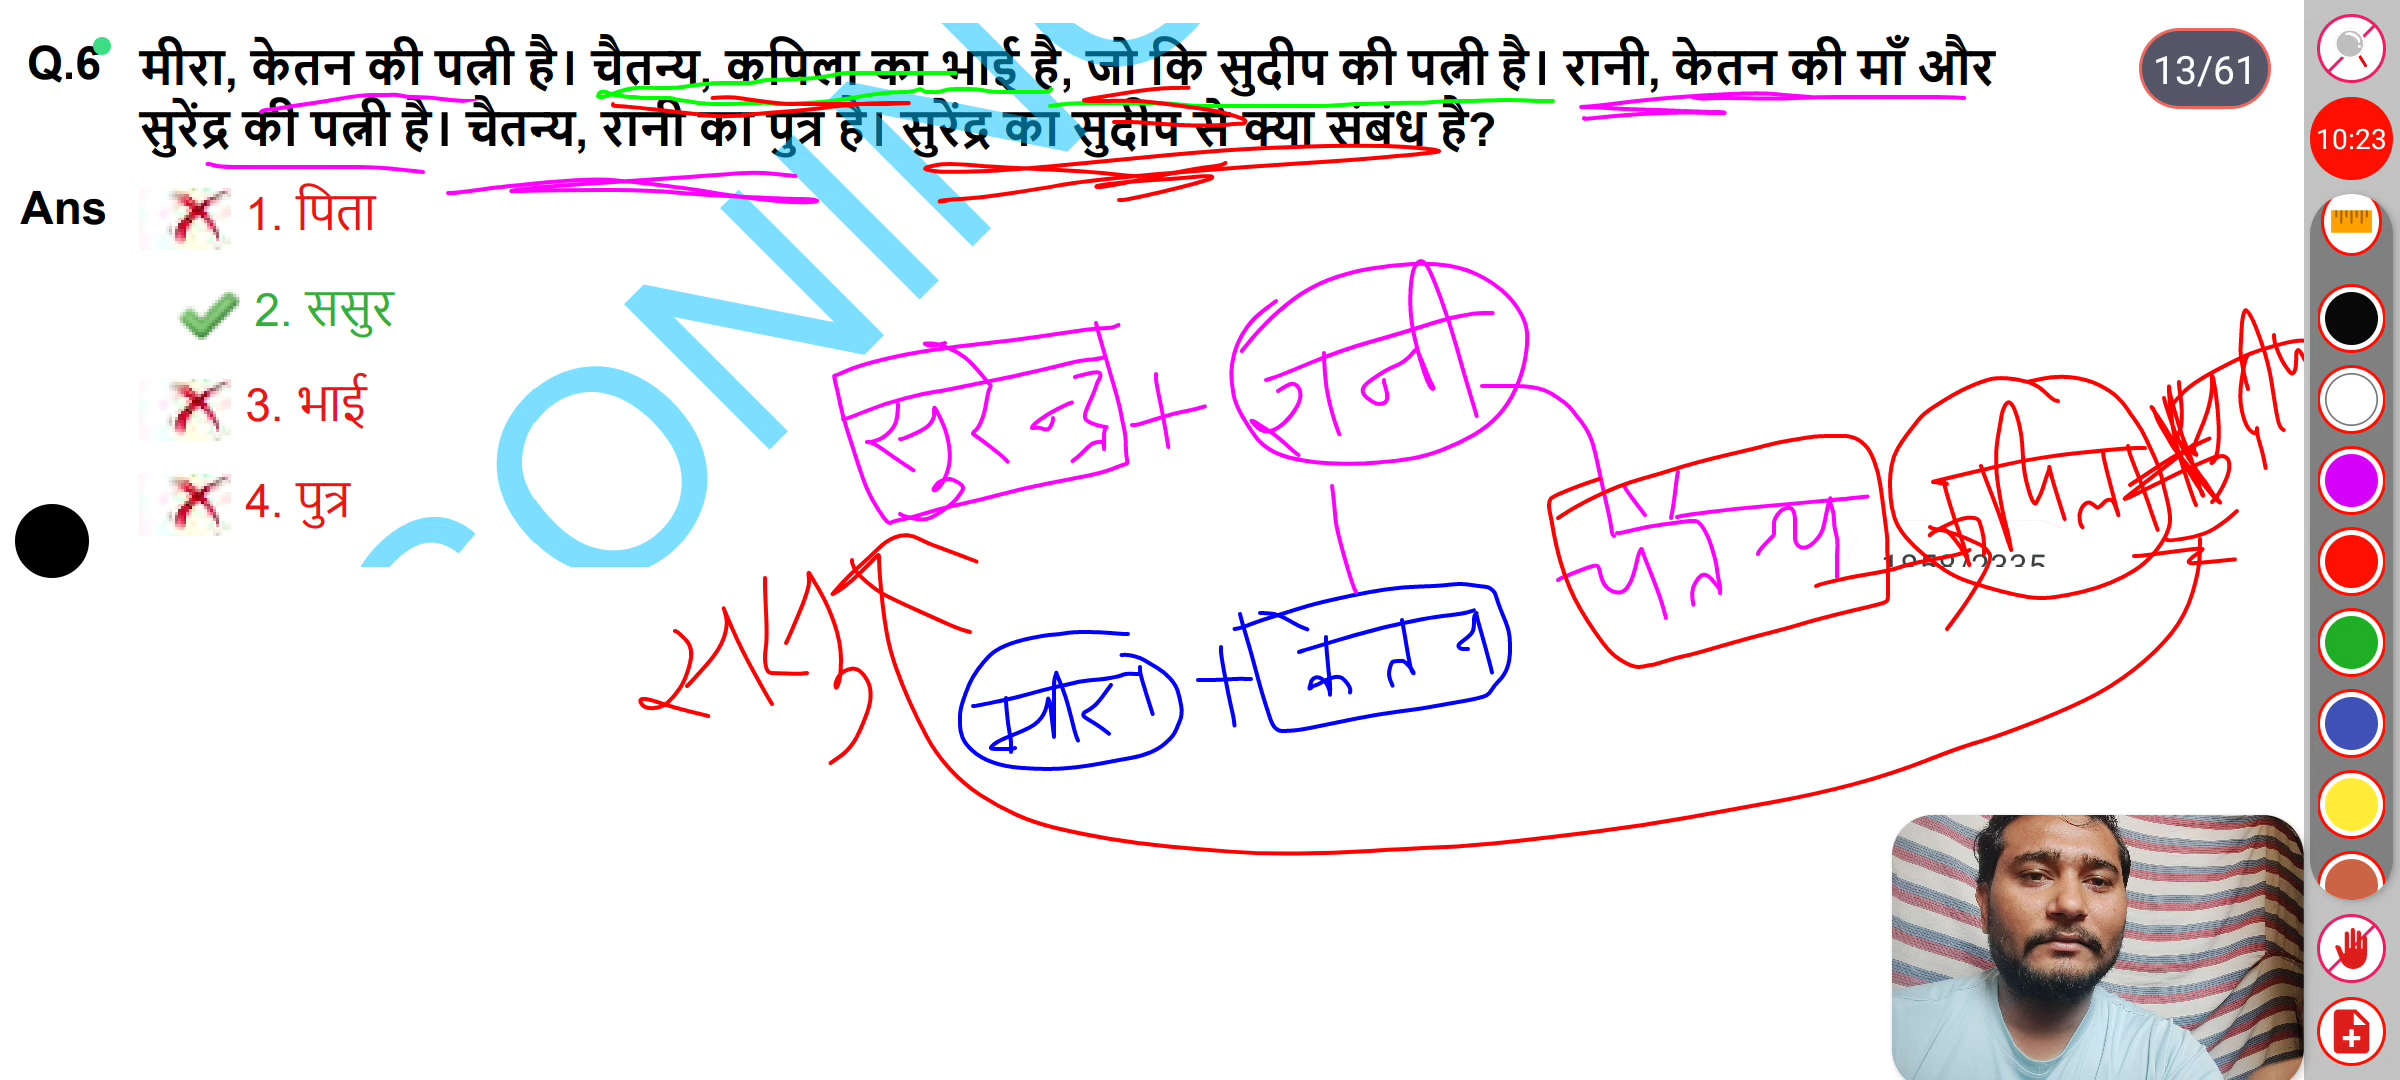 Q.6 मीरा, केतन की पत्नी है। चैतन्य, कपिला का भाई है, जो कि सुदीप की पत्नी है। रानी, केतन की माँ और
सुरेंद्र की पत्नी है। चैतन्य, रानी का पुत्र है। सुरेंद्र का सुदीप से क्या संबंध है?
13/61
10:23
Ans
1. पिता
2. ससुर
3. भाई
4. पुत्र
सुरेन्द्र + रानी
चैतन्य
कपिला
मीरा + केतन
ससुर